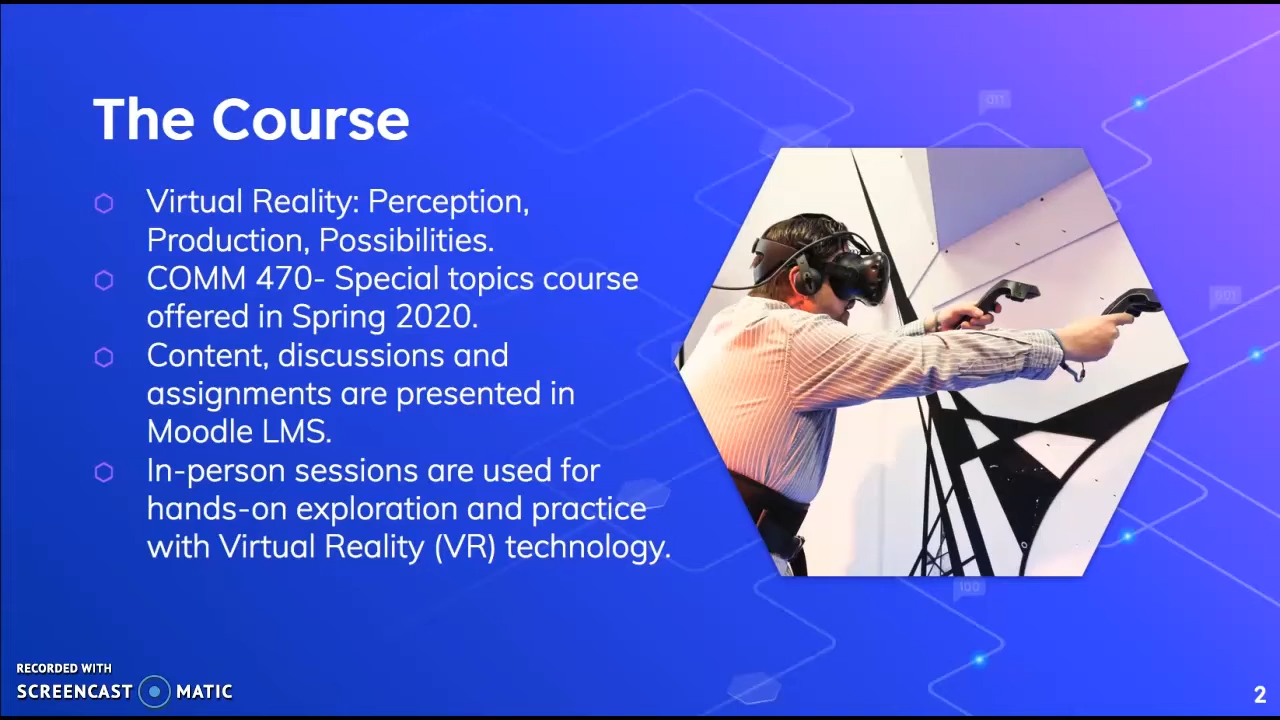 The Course
Virtual Reality: Perception,
Production, Possibilities.
COMM 470- Special topics course
offered in Spring 2020.
Content, discussions and
assignments are presented in
Moodle LMS.
In-person sessions are used for
hands-on exploration and practice
with Virtual Reality (VR) technology.
RECORDED WITH
SCREENCAST MATIC
2